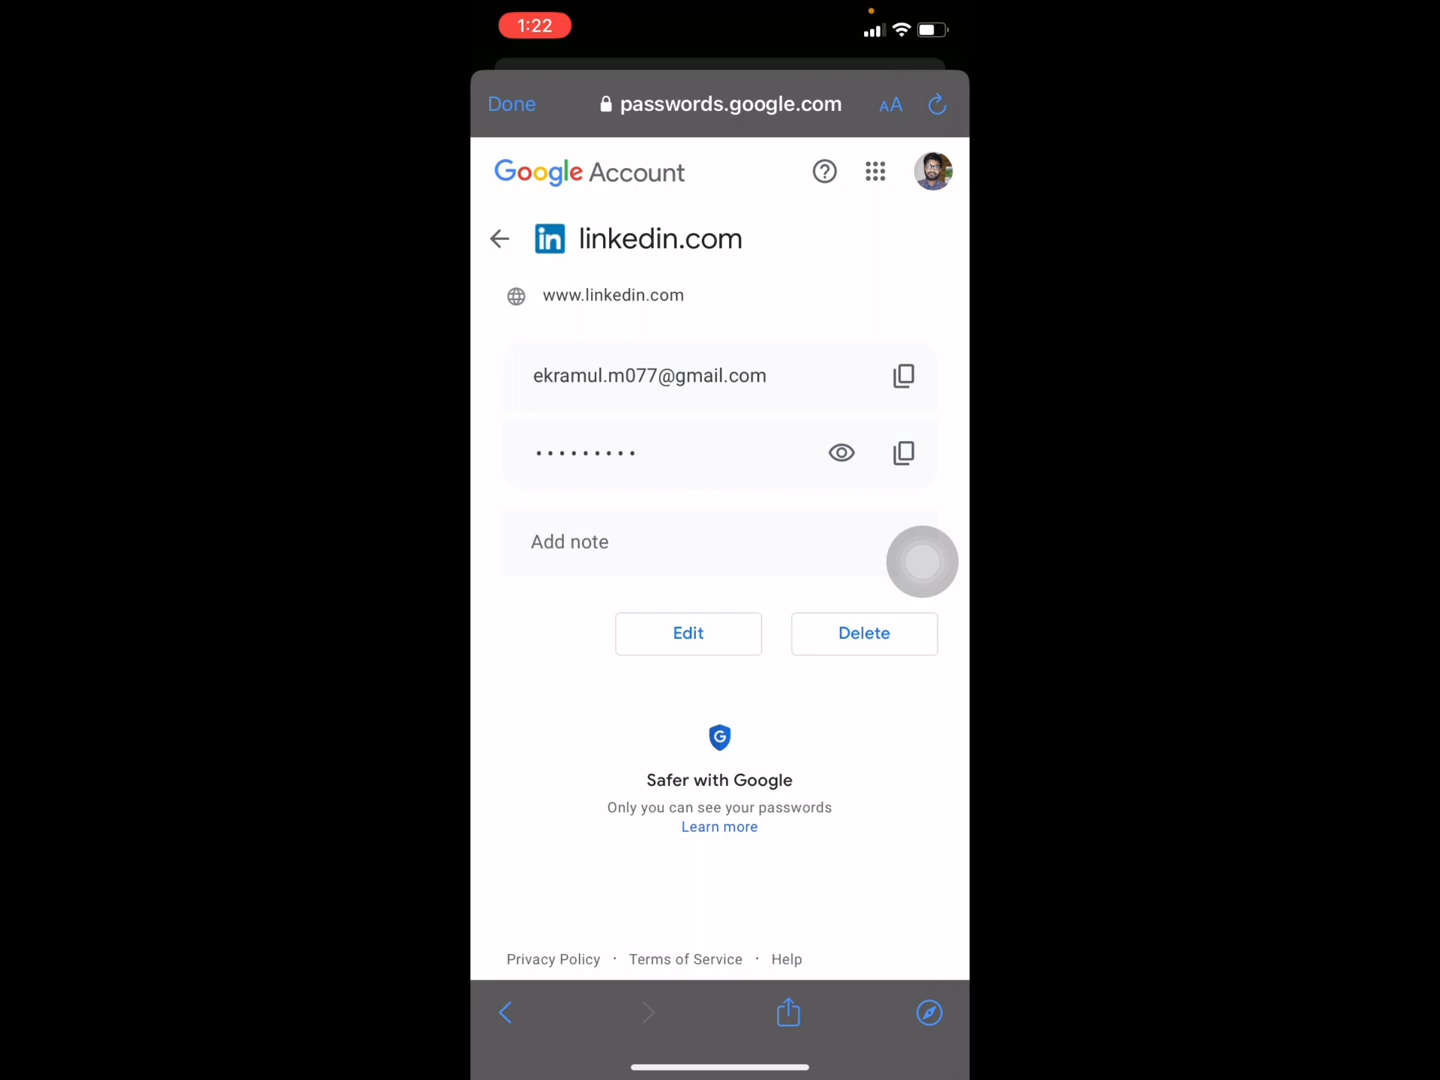 1:22
Done
passwords.google.com
AA
Google Account
in linkedin.com
www.linkedin.com
ekramul.m077@gmail.com
•••••••••
Add note
Edit
Delete
G
Safer with Google
Only you can see your passwords
Learn more
Privacy Policy · Terms of Service · Help